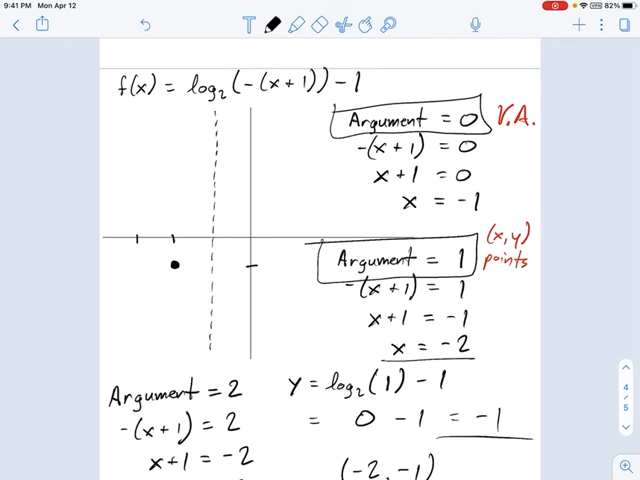 9:41 PM Mon Apr 12
82%
f(x) = log₂(-(x+1)) - 1
Argument = 0 V.A.
-(x+1) = 0
x+1 = 0
x = -1
Argument = 1 (x,y) points
-(x+1) = 1
x+1 = -1
x = -2
y = log₂(1) - 1
= 0 - 1 = -1
(-2, -1)
Argument = 2
-(x+1) = 2
x+1 = -2
4/5